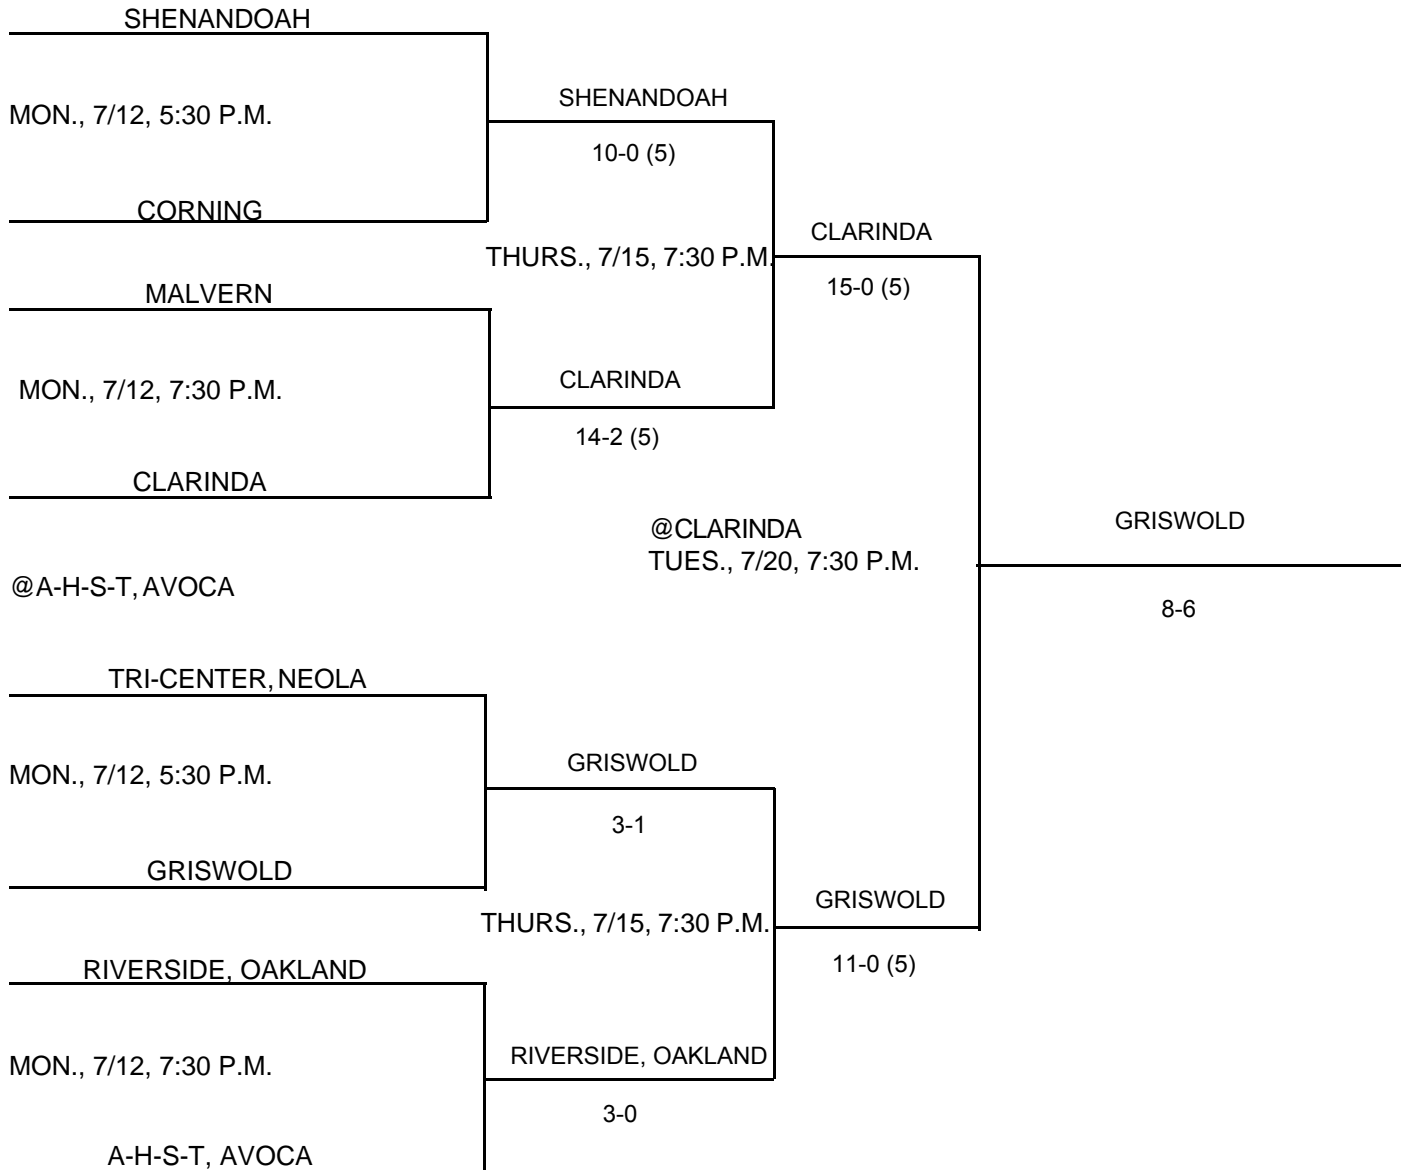 SHENANDOAH
MON., 7/12, 5:30 P.M.
SHENANDOAH
10-0 (5)
CORNING
CLARINDA
THURS., 7/15, 7:30 P.M.
15-0 (5)
MALVERN
MON., 7/12, 7:30 P.M.
CLARINDA
14-2 (5)
CLARINDA
@CLARINDA
TUES., 7/20, 7:30 P.M.
GRISWOLD
8-6
@A-H-S-T, AVOCA
TRI-CENTER, NEOLA
MON., 7/12, 5:30 P.M.
GRISWOLD
3-1
GRISWOLD
GRISWOLD
THURS., 7/15, 7:30 P.M.
11-0 (5)
RIVERSIDE, OAKLAND
MON., 7/12, 7:30 P.M.
RIVERSIDE, OAKLAND
3-0
A-H-S-T, AVOCA